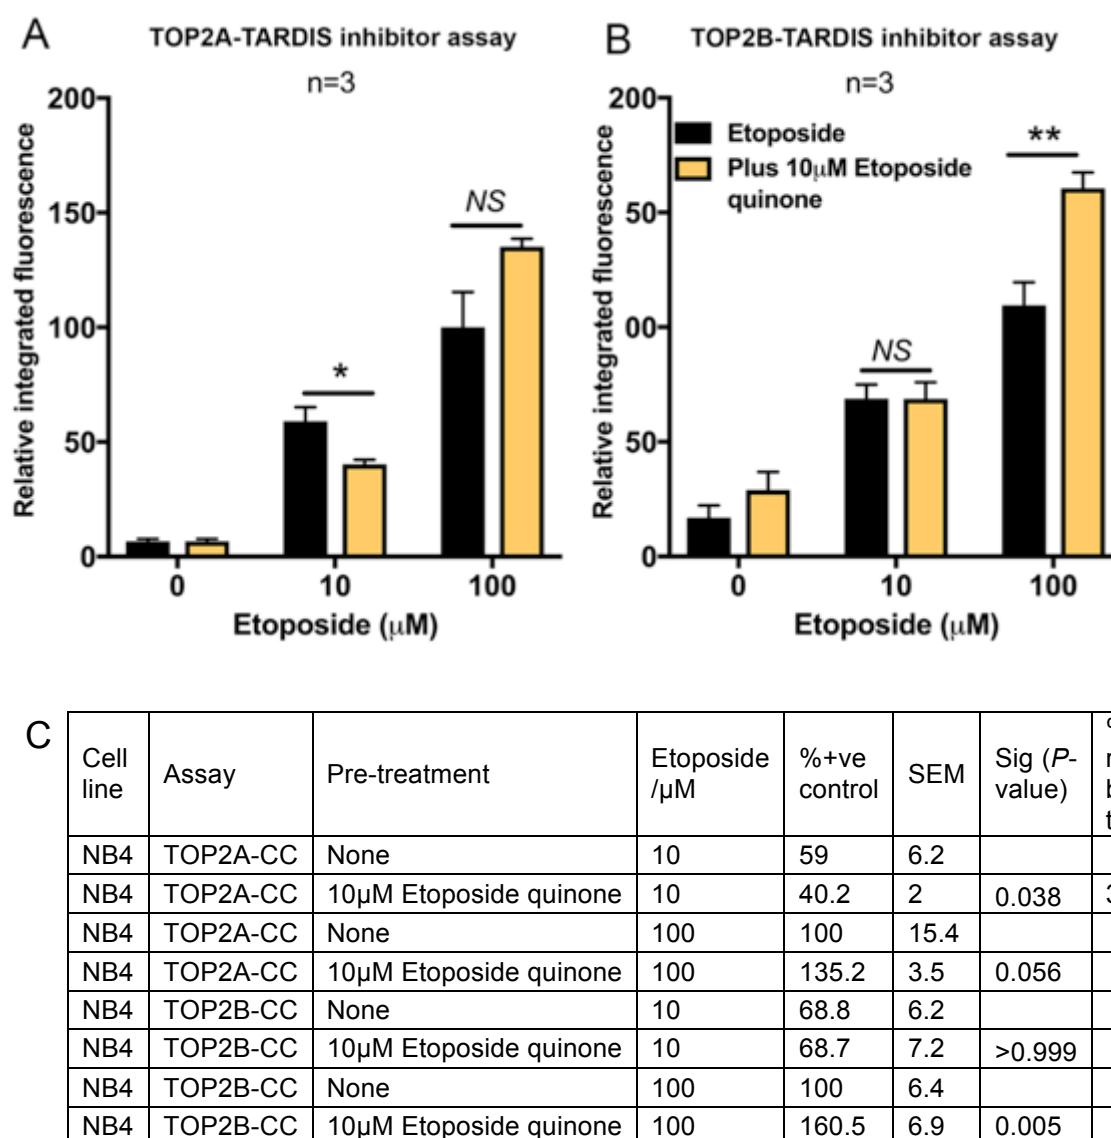 A
TOP2A-TARDIS inhibitor assay
n=3
Relative integrated fluorescence
200
150
100
50
0
*
NS
0 10 100
Etoposide (µM)
B
TOP2B-TARDIS inhibitor assay
n=3
Relative integrated fluorescence
200
50
00
50
0
Etoposide
Plus 10µM Etoposide
quinone
NS
**
0 10 100
Etoposide (µM)
C
Cell line Assay Pre-treatment Etoposide /µM %+ve control SEM Sig (P-value)
NB4 TOP2A-CC None 10 59 6.2
NB4 TOP2A-CC 10µM Etoposide quinone 10 40.2 2 0.038
NB4 TOP2A-CC None 100 100 15.4
NB4 TOP2A-CC 10µM Etoposide quinone 100 135.2 3.5 0.056
NB4 TOP2B-CC None 10 68.8 6.2
NB4 TOP2B-CC 10µM Etoposide quinone 10 68.7 7.2 >0.999
NB4 TOP2B-CC None 100 100 6.4
NB4 TOP2B-CC 10µM Etoposide quinone 100 160.5 6.9 0.005